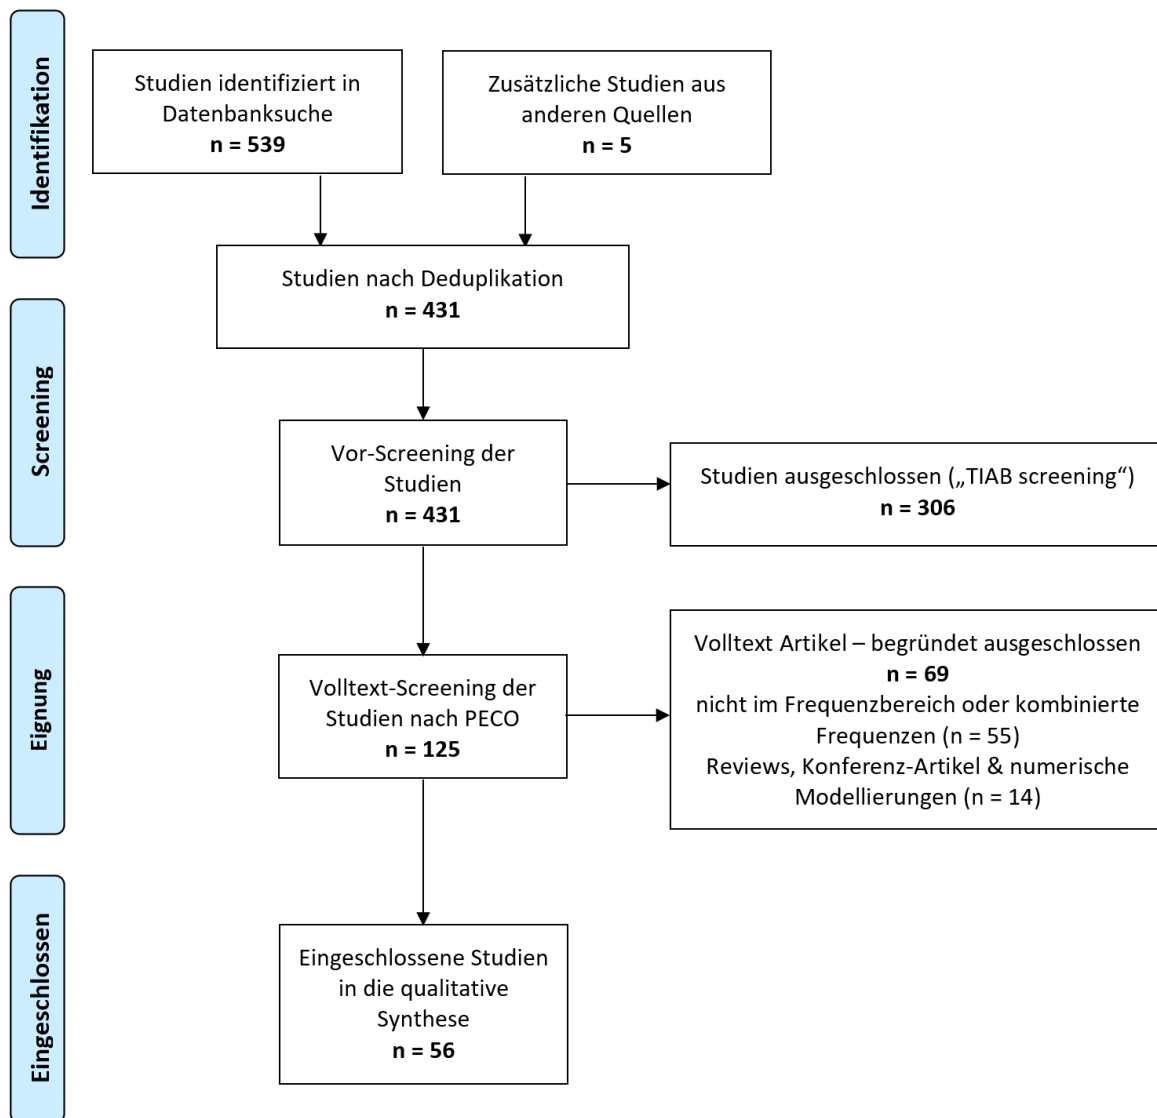 Identifikation
Studien identifiziert in
Datenbanksuche
n = 539
Zusätzliche Studien aus
anderen Quellen
n = 5
Studien nach Deduplikation
n = 431
Screening
Vor-Screening der
Studien
n = 431
Studien ausgeschlossen („TIAB screening“)
n = 306
Eignung
Volltext-Screening der
Studien nach PECO
n = 125
Volltext Artikel – begründet ausgeschlossen
n = 69
nicht im Frequenzbereich oder kombinierte
Frequenzen (n = 55)
Reviews, Konferenz-Artikel & numerische
Modellierungen (n = 14)
Eingeschlossen
Eingeschlossene Studien
in die qualitative
Synthese
n = 56